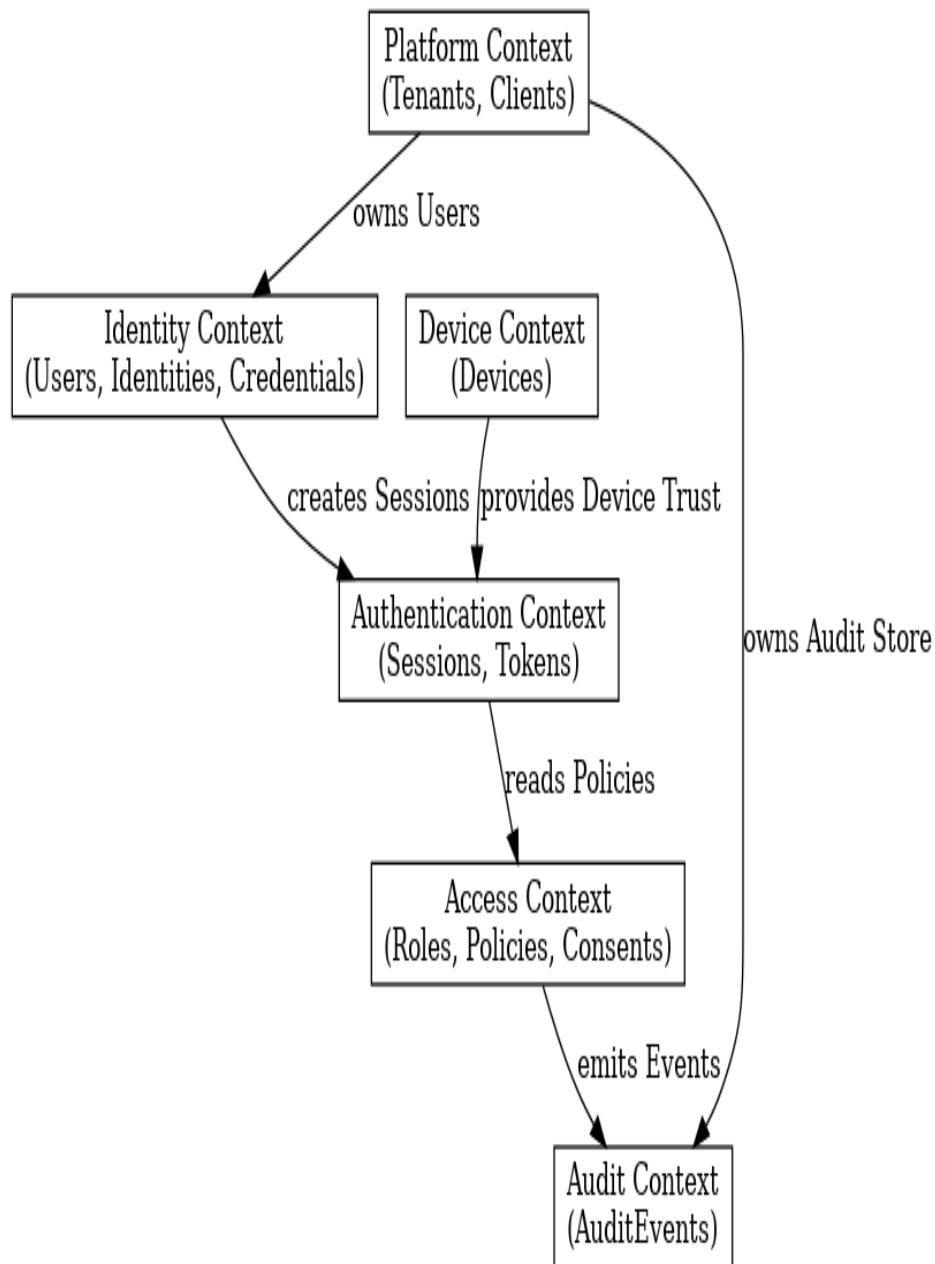 Platform Context
(Tenants, Clients)
owns Users
Identity Context
(Users, Identities, Credentials)
Device Context
(Devices)
creates Sessions
provides Device Trust
Authentication Context
(Sessions, Tokens)
owns Audit Store
reads Policies
Access Context
(Roles, Policies, Consents)
emits Events
Audit Context
(AuditEvents)